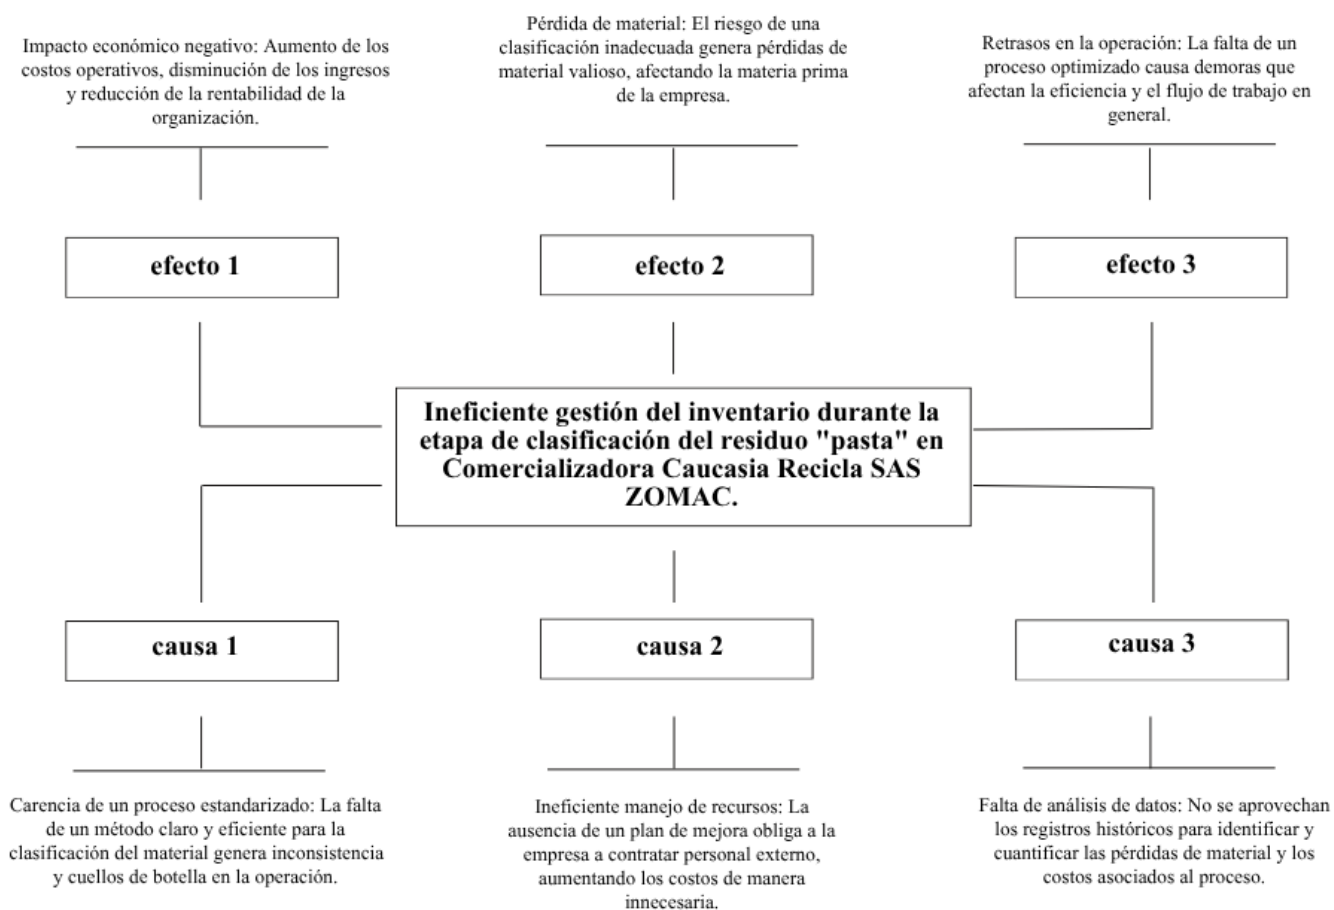 Impacto económico negativo: Aumento de los
costos operativos, disminución de los ingresos
y reducción de la rentabilidad de la
organización.
Pérdida de material: El riesgo de una
clasificación inadecuada genera pérdidas de
material valioso, afectando la materia prima
de la empresa.
Retrasos en la operación: La falta de un
proceso optimizado causa demoras que
afectan la eficiencia y el flujo de trabajo en
general.
efecto 1
efecto 2
efecto 3
Ineficiente gestión del inventario durante la
etapa de clasificación del residuo "pasta" en
Comercializadora Caucasia Recicla SAS
ZOMAC.
causa 1
causa 2
causa 3
Carencia de un proceso estandarizado: La falta
de un método claro y eficiente para la
clasificación del material genera inconsistencia
y cuellos de botella en la operación.
Ineficiente manejo de recursos: La
ausencia de un plan de mejora obliga a la
empresa a contratar personal externo,
aumentando los costos de manera
innecesaria.
Falta de análisis de datos: No se aprovechan
los registros históricos para identificar y
cuantificar las pérdidas de material y los
costos asociados al proceso.